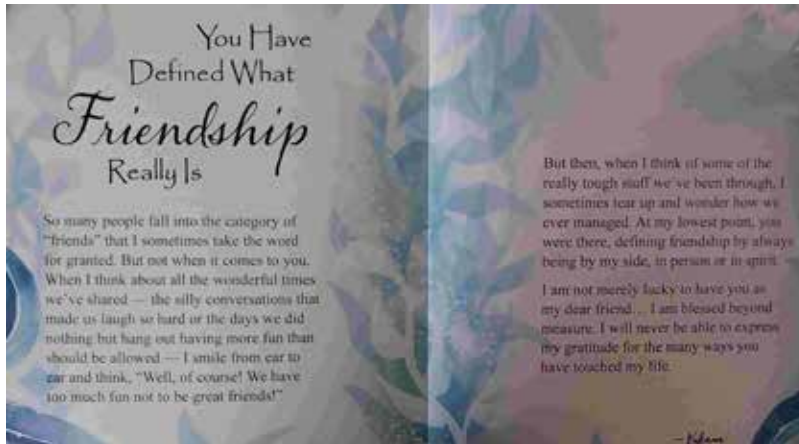 You Have
Defined What
Friendship
Really Is
So many people fall into the category of
"friends" that I sometimes take the word
for granted. But not when it comes to you.
When I think about all the wonderful times
we've shared — the silly conversations that
made us laugh so hard or the days we did
nothing but hang out having more fun than
should be allowed — I smile from ear to
ear and think, "Well, of course! We have
too much fun not to be great friends!"
But then, when I think of some of the
really tough stuff we've been through, I
sometimes tear up and wonder how we
ever managed. At my lowest point, you
were there, defining friendship by always
being by my side, in person or in spirit.
I am not merely lucky to have you as
my dear friend... I am blessed beyond
measure. I will never be able to express
my gratitude for the many ways you
have touched my life.